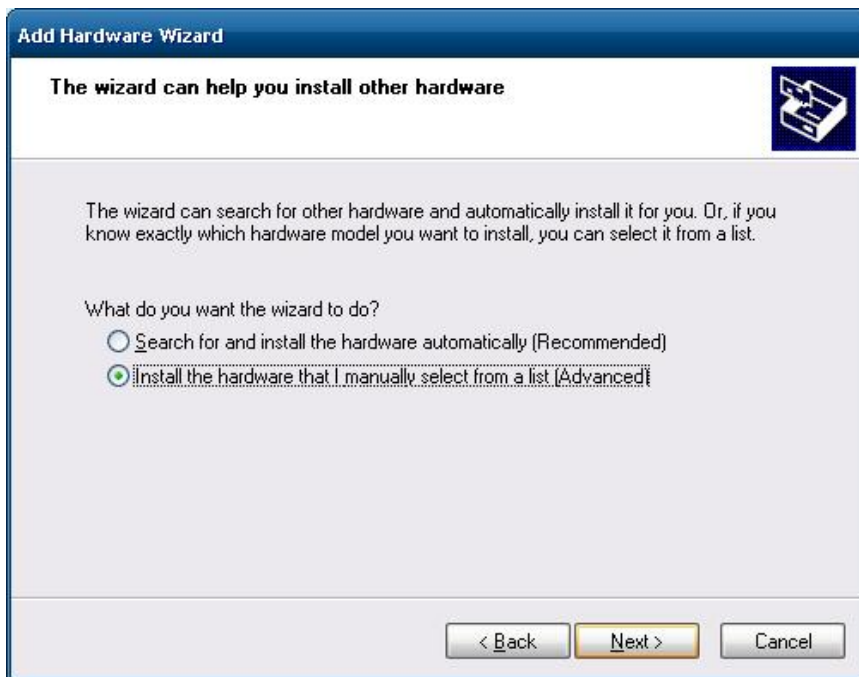 Add Hardware Wizard
The wizard can help you install other hardware
The wizard can search for other hardware and automatically install it for you. Or, if you
know exactly which hardware model you want to install, you can select it from a list.
What do you want the wizard to do?
Search for and install the hardware automatically (Recommended)
Install the hardware that I manually select from a list (Advanced)
< Back Next > Cancel